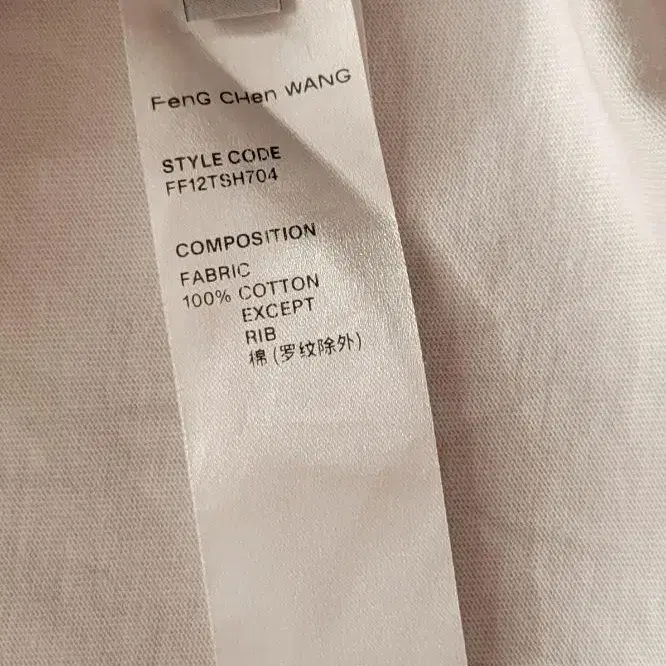 FenG CHen WANG
STYLE CODE
FF12TSH704
COMPOSITION
FABRIC
100% COTTON
EXCEPT
RIB
棉(罗纹除外)